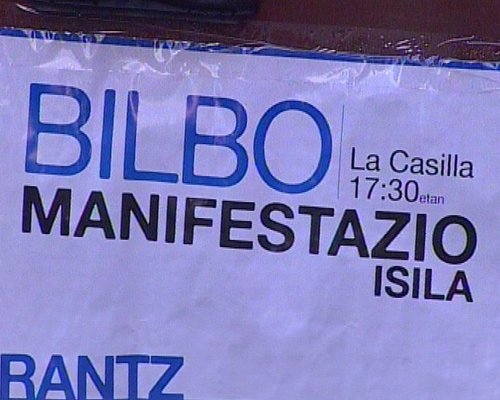 BILBO
La Casilla
17:30etan
MANIFESTAZIO
ISILA
RANTZ